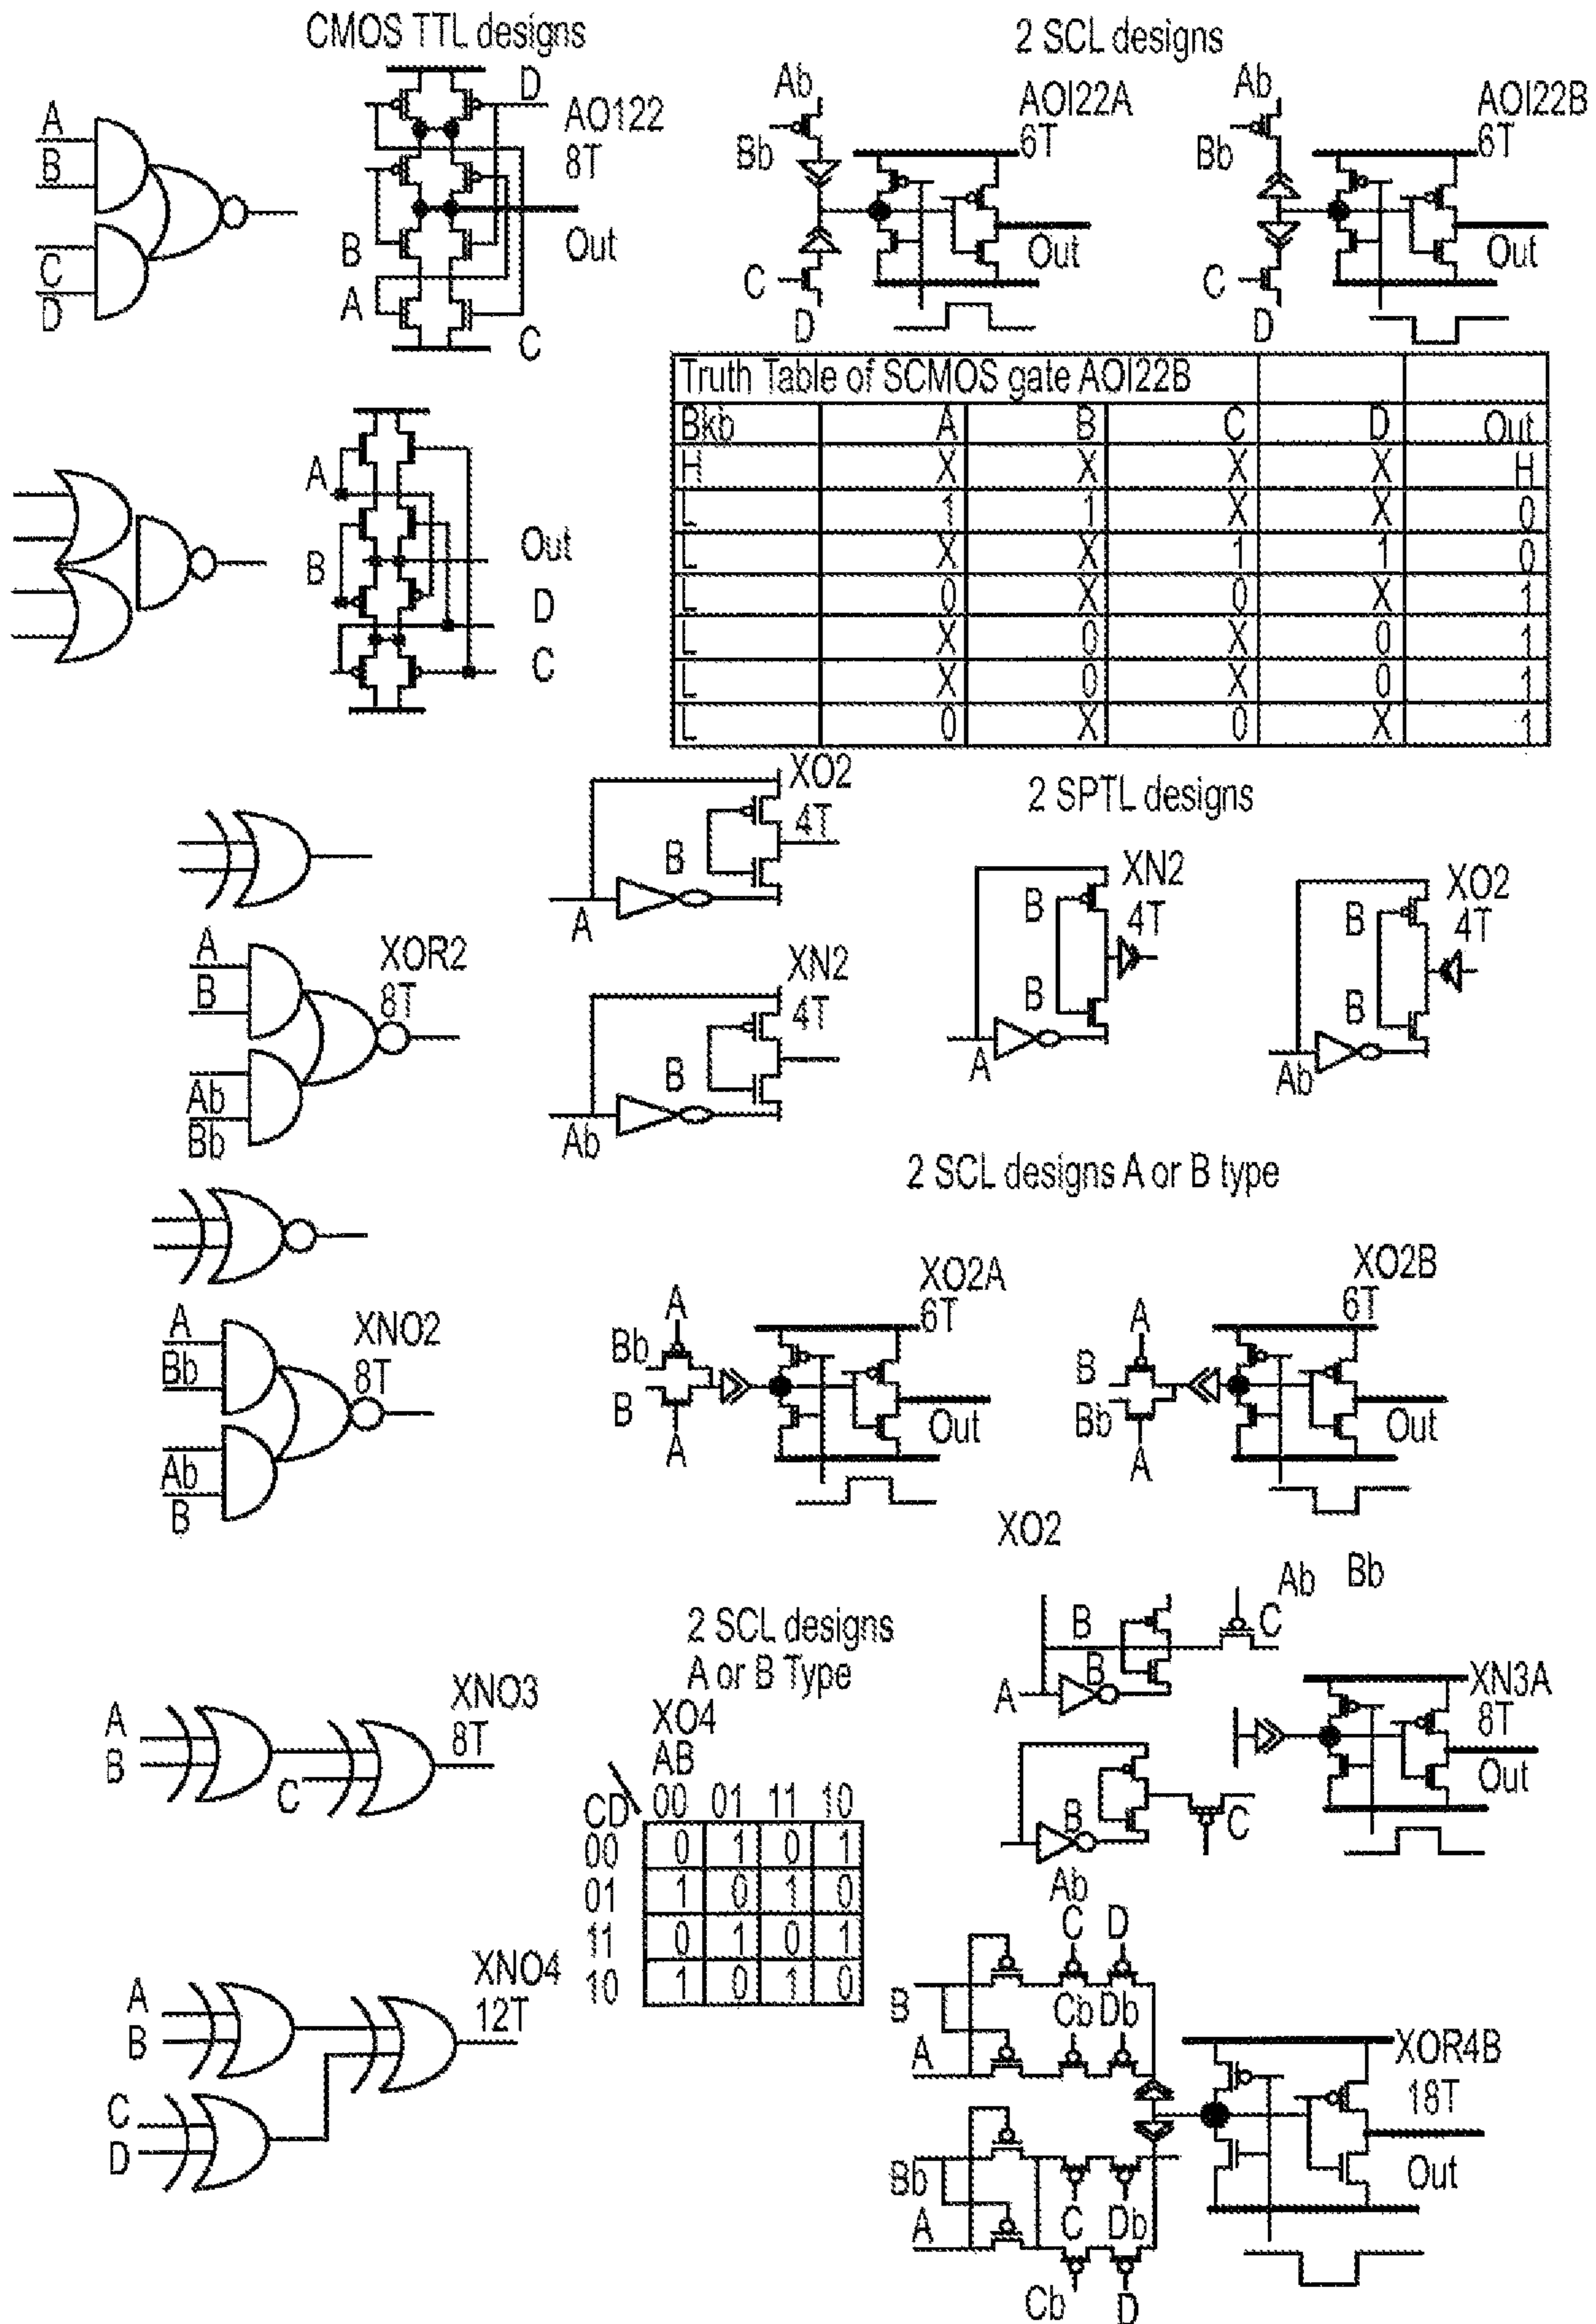 CMOS TTL designs
2 SCL designs
A
B
C
D
D
AO122
8T
B
Out
A
C
Ab
AOI22A
6T
Bb
Out
C
D
Ab
AOI22B
6T
Bb
Out
C
D
Truth Table of SCMOS gate AOI22B
Bkb A B C D Out
H X X X X H
L 1 1 X X 0
L X X 1 1 0
L 0 X 0 X 1
L X 0 X 0 1
L X 0 X 0 1
L 0 X 0 X 1
A
Out
B
D
C
XO2
4T
B
A
2 SPTL designs
XN2
4T
B
B
A
XO2
4T
B
B
Ab
A
B
XOR2
8T
Ab
Bb
XN2
4T
B
Ab
2 SCL designs A or B type
A
Bb
XNO2
8T
Ab
B
XO2A
6T
A
Bb
B
A
Out
XO2B
6T
A
B
Bb
A
Out
XO2
Ab Bb
B
C
B
A
2 SCL designs
A or B Type
XNO3
8T
A
B
C
XO4
AB
CD 00 01 11 10
00 0 1 0 1
01 1 0 1 0
11 0 1 0 1
10 1 0 1 0
XN3A
8T
Out
B
C
Ab
XNO4
12T
A
B
C
D
C D
B
Cb Db
A
XOR4B
18T
Out
Bb
C Db
A
Cb D